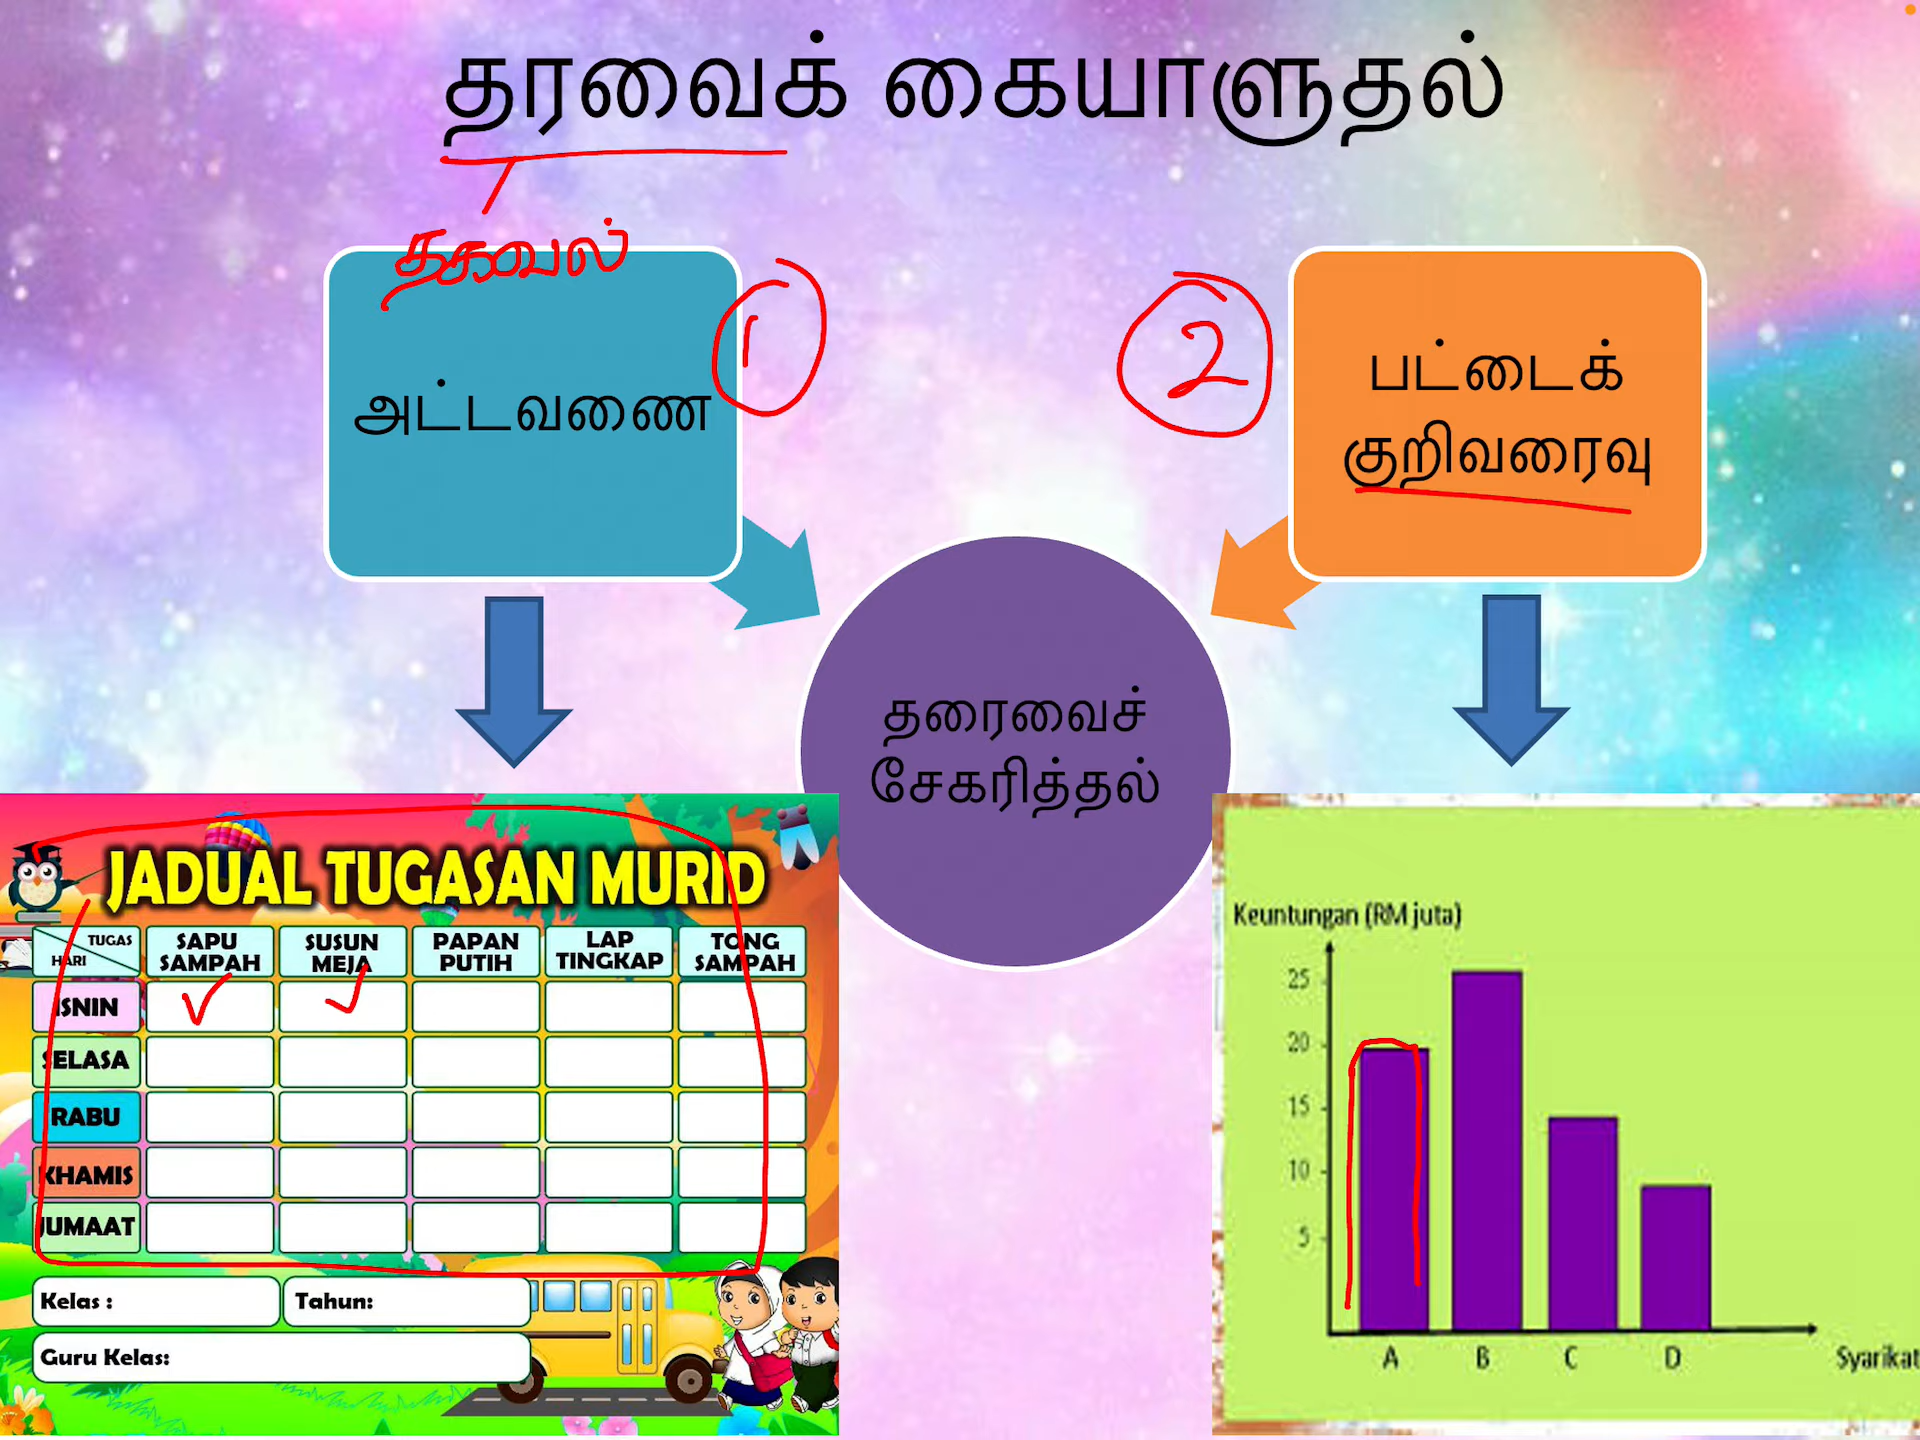 தரவைக் கையாளுதல்
தகவல்
1
2
அட்டவணை
பட்டைக்
குறிவரைவு
தரைவைச்
சேகரித்தல்
JADUAL TUGASAN MURID
TUGAS
HARI
SAPU SAMPAH
SUSUN MEJA
PAPAN PUTIH
LAP TINGKAP
TONG SAMPAH
ISNIN
SELASA
RABU
KHAMIS
JUMAAT
Kelas :
Tahun:
Guru Kelas:
Keuntungan (RM juta)
25
20
15
10
5
A B C D
Syarikat